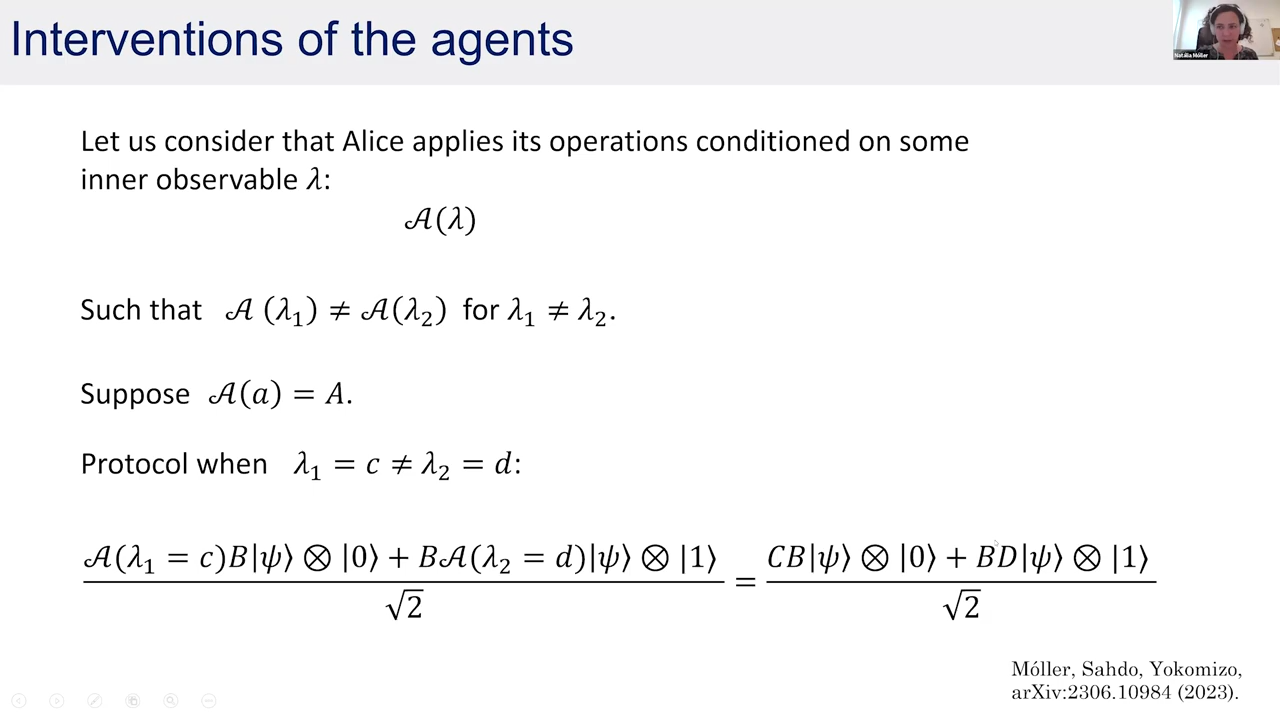 Interventions of the agents
Natália Móller
Let us consider that Alice applies its operations conditioned on some
inner observable λ:
𝒜(λ)
Such that 𝒜 (λ₁) ≠ 𝒜(λ₂) for λ₁ ≠ λ₂.
Suppose 𝒜(a) = A.
Protocol when λ₁ = c ≠ λ₂ = d:
𝒜(λ₁ = c)B|ψ⟩ ⊗ |0⟩ + B𝒜(λ₂ = d)|ψ⟩ ⊗ |1⟩ / √2 = CB|ψ⟩ ⊗ |0⟩ + BD|ψ⟩ ⊗ |1⟩ / √2
Móller, Sahdo, Yokomizo,
arXiv:2306.10984 (2023).